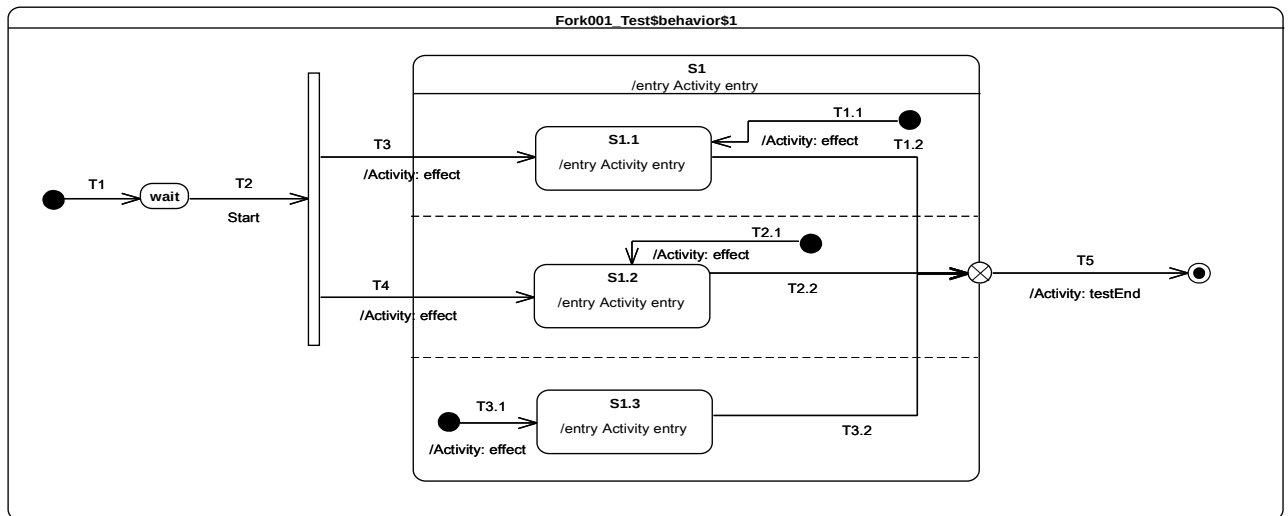 Fork001_Test$behavior$1
S1
/entry Activity entry
T1.1
/Activity: effect
T1.2
S1.1
/entry Activity entry
T3
/Activity: effect
T1
wait
T2
Start
T2.1
/Activity: effect
S1.2
/entry Activity entry
T2.2
T4
/Activity: effect
T5
/Activity: testEnd
S1.3
/entry Activity entry
T3.1
/Activity: effect
T3.2